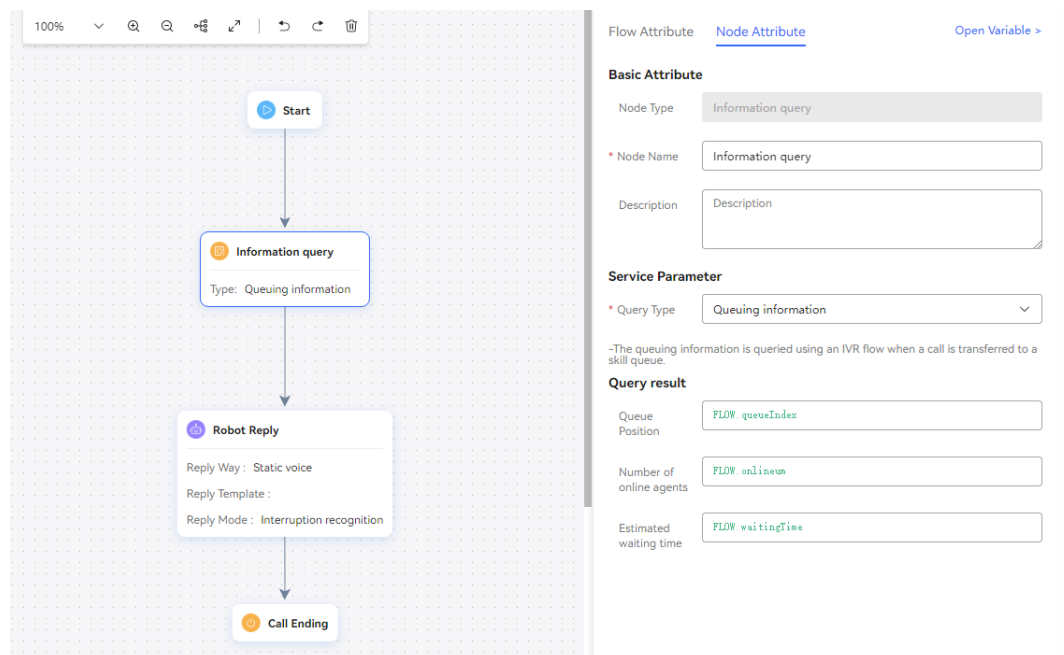 100%
Start
Information query
Type: Queuing information
Robot Reply
Reply Way : Static voice
Reply Template :
Reply Mode : Interruption recognition
Call Ending
Flow Attribute Node Attribute Open Variable >
Basic Attribute
Node Type Information query
* Node Name Information query
Description Description
Service Parameter
* Query Type Queuing information
-The queuing information is queried using an IVR flow when a call is transferred to a
skill queue.
Query result
Queue
Position
FLOW.queueIndex
Number of
online agents
FLOW.onlineum
Estimated
waiting time
FLOW.waitingTime